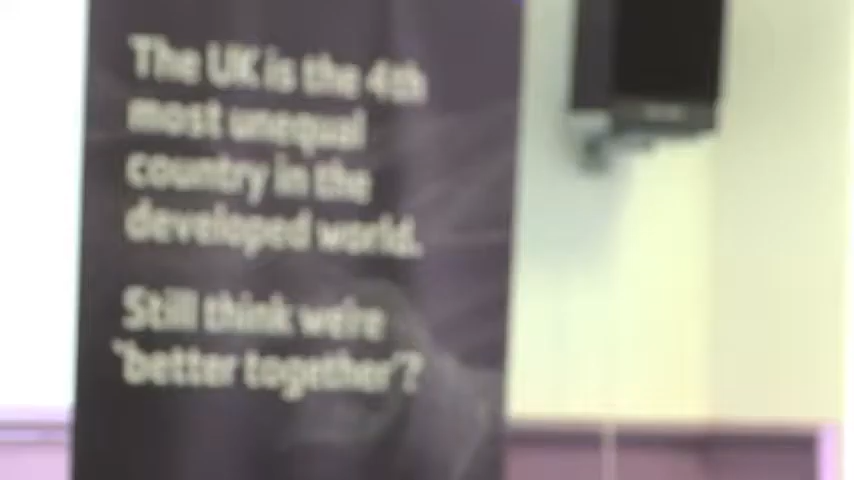 The UK is the 4th
most unequal
country in the
developed world.
Still think we're
'better together'?